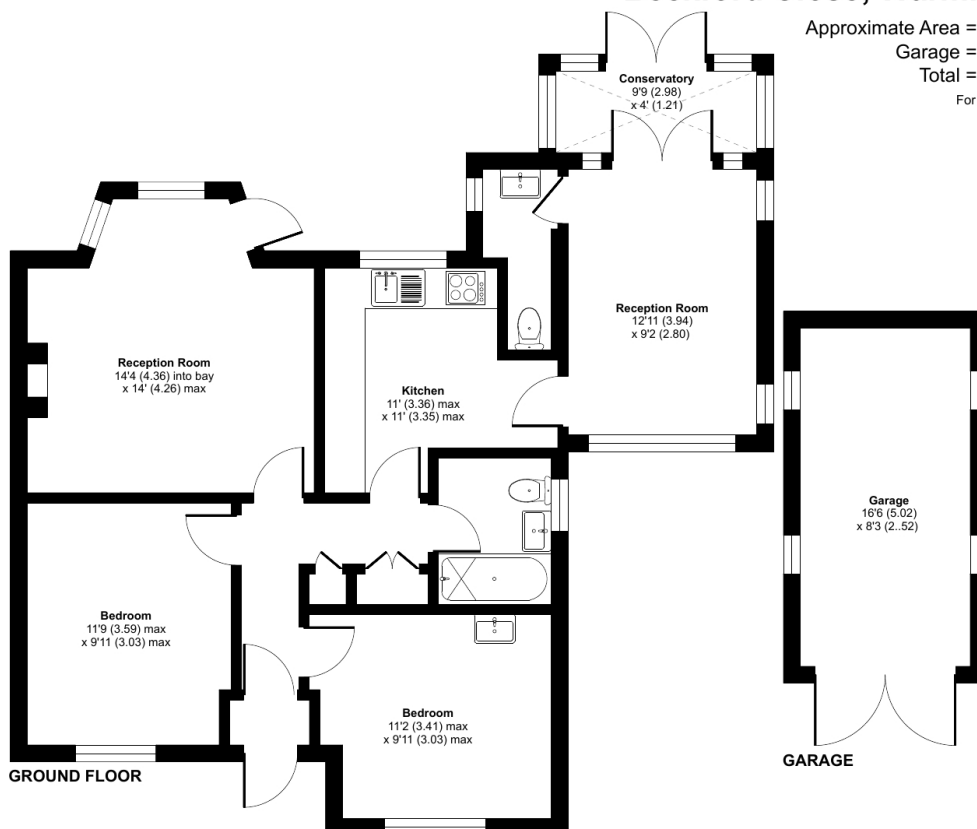 Approximate Area =
Garage =
Total =
For
Conservatory
9'9 (2.98)
x 4' (1.21)
Reception Room
12'11 (3.94)
x 9'2 (2.80)
Reception Room
14'4 (4.36) into bay
x 14' (4.26) max
Kitchen
11' (3.36) max
x 11' (3.35) max
Garage
16'6 (5.02)
x 8'3 (2..52)
Bedroom
11'9 (3.59) max
x 9'11 (3.03) max
Bedroom
11'2 (3.41) max
x 9'11 (3.03) max
GROUND FLOOR
GARAGE